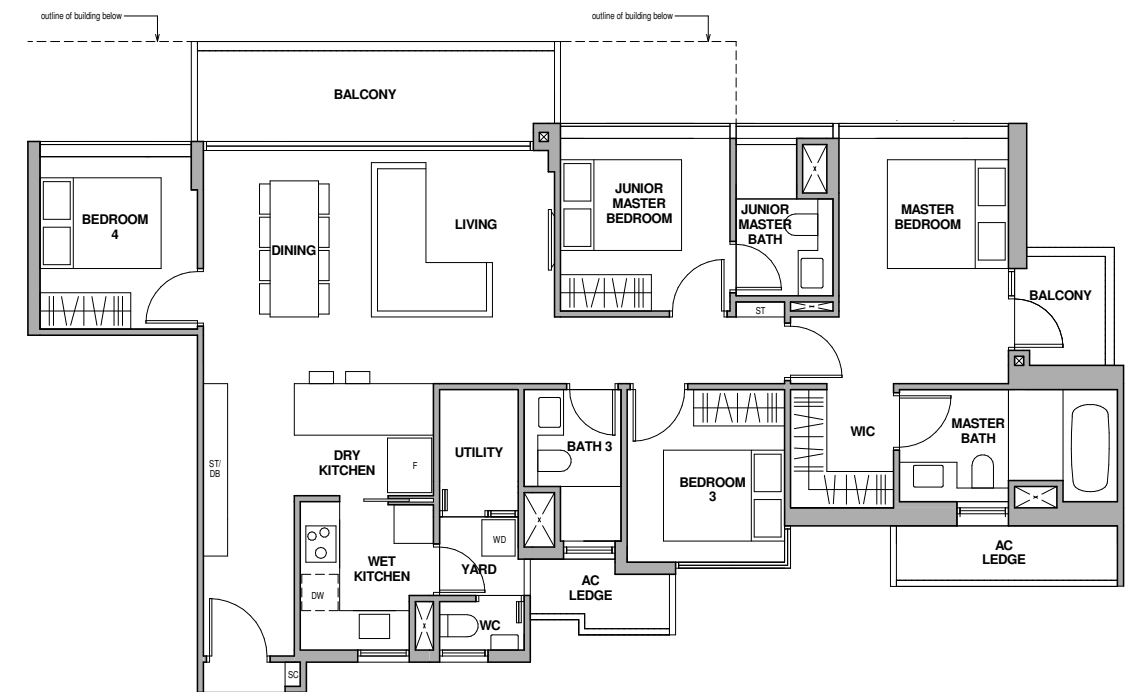 outline of building below
outline of building below
BALCONY
BEDROOM
4
DINING
LIVING
JUNIOR
MASTER
BEDROOM
JUNIOR
MASTER
BATH
MASTER
BEDROOM
BALCONY
ST
ST/
DB
DRY
KITCHEN
F
UTILITY
BATH 3
BEDROOM
3
WIC
MASTER
BATH
WD
WET
KITCHEN
YARD
DW
AC
LEDGE
AC
LEDGE
WC
SC